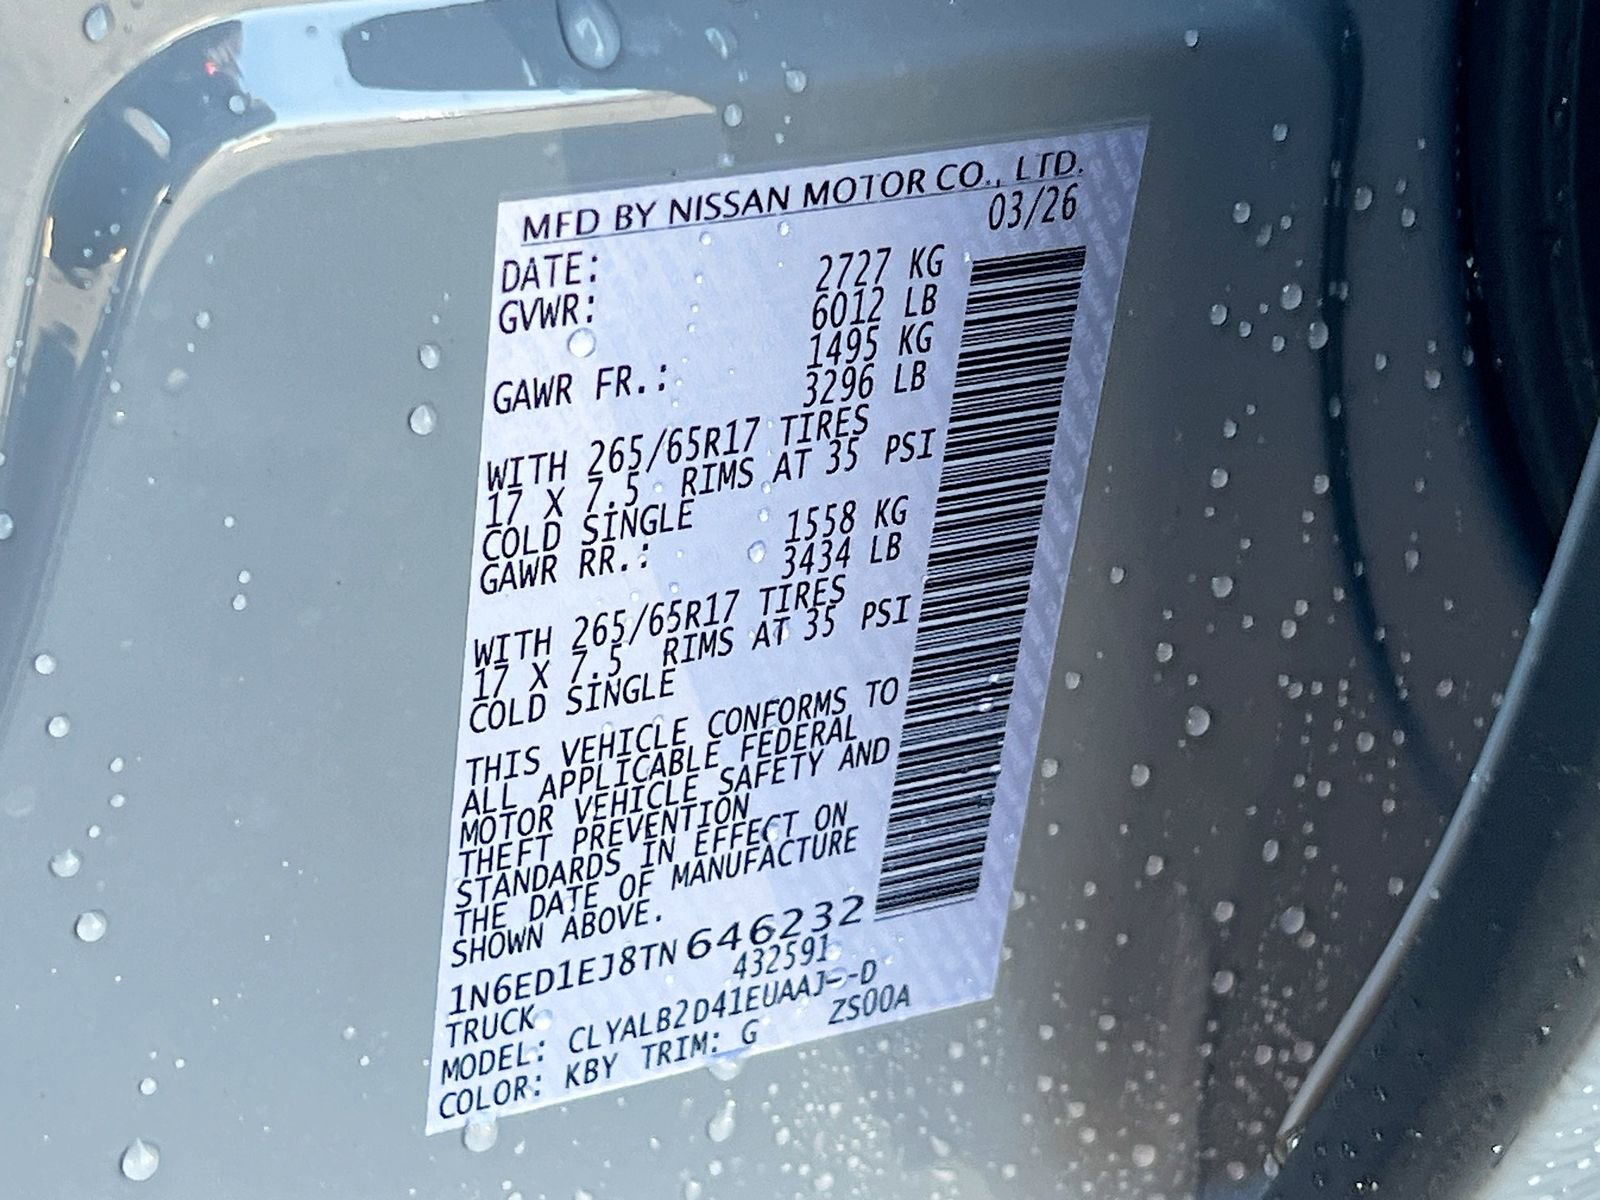 MFD BY NISSAN MOTOR CO., LTD.
DATE: 03/26
GVWR: 2727 KG
6012 LB
GAWR FR.: 1495 KG
3296 LB
WITH 265/65R17 TIRES
17 X 7.5 RIMS AT 35 PSI
COLD SINGLE
GAWR RR.: 1558 KG
3434 LB
WITH 265/65R17 TIRES
17 X 7.5 RIMS AT 35 PSI
COLD SINGLE
THIS VEHICLE CONFORMS TO
ALL APPLICABLE FEDERAL
MOTOR VEHICLE SAFETY AND
THEFT PREVENTION
STANDARDS IN EFFECT ON
THE DATE OF MANUFACTURE
SHOWN ABOVE.
1N6ED1EJ8TN646232
TRUCK 432591
MODEL: CLYALB2D41EUAAJ--D
COLOR: KBY TRIM: G ZS00A